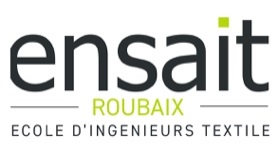 ensait
ROUBAIX
ECOLE D'INGENIEURS TEXTILE